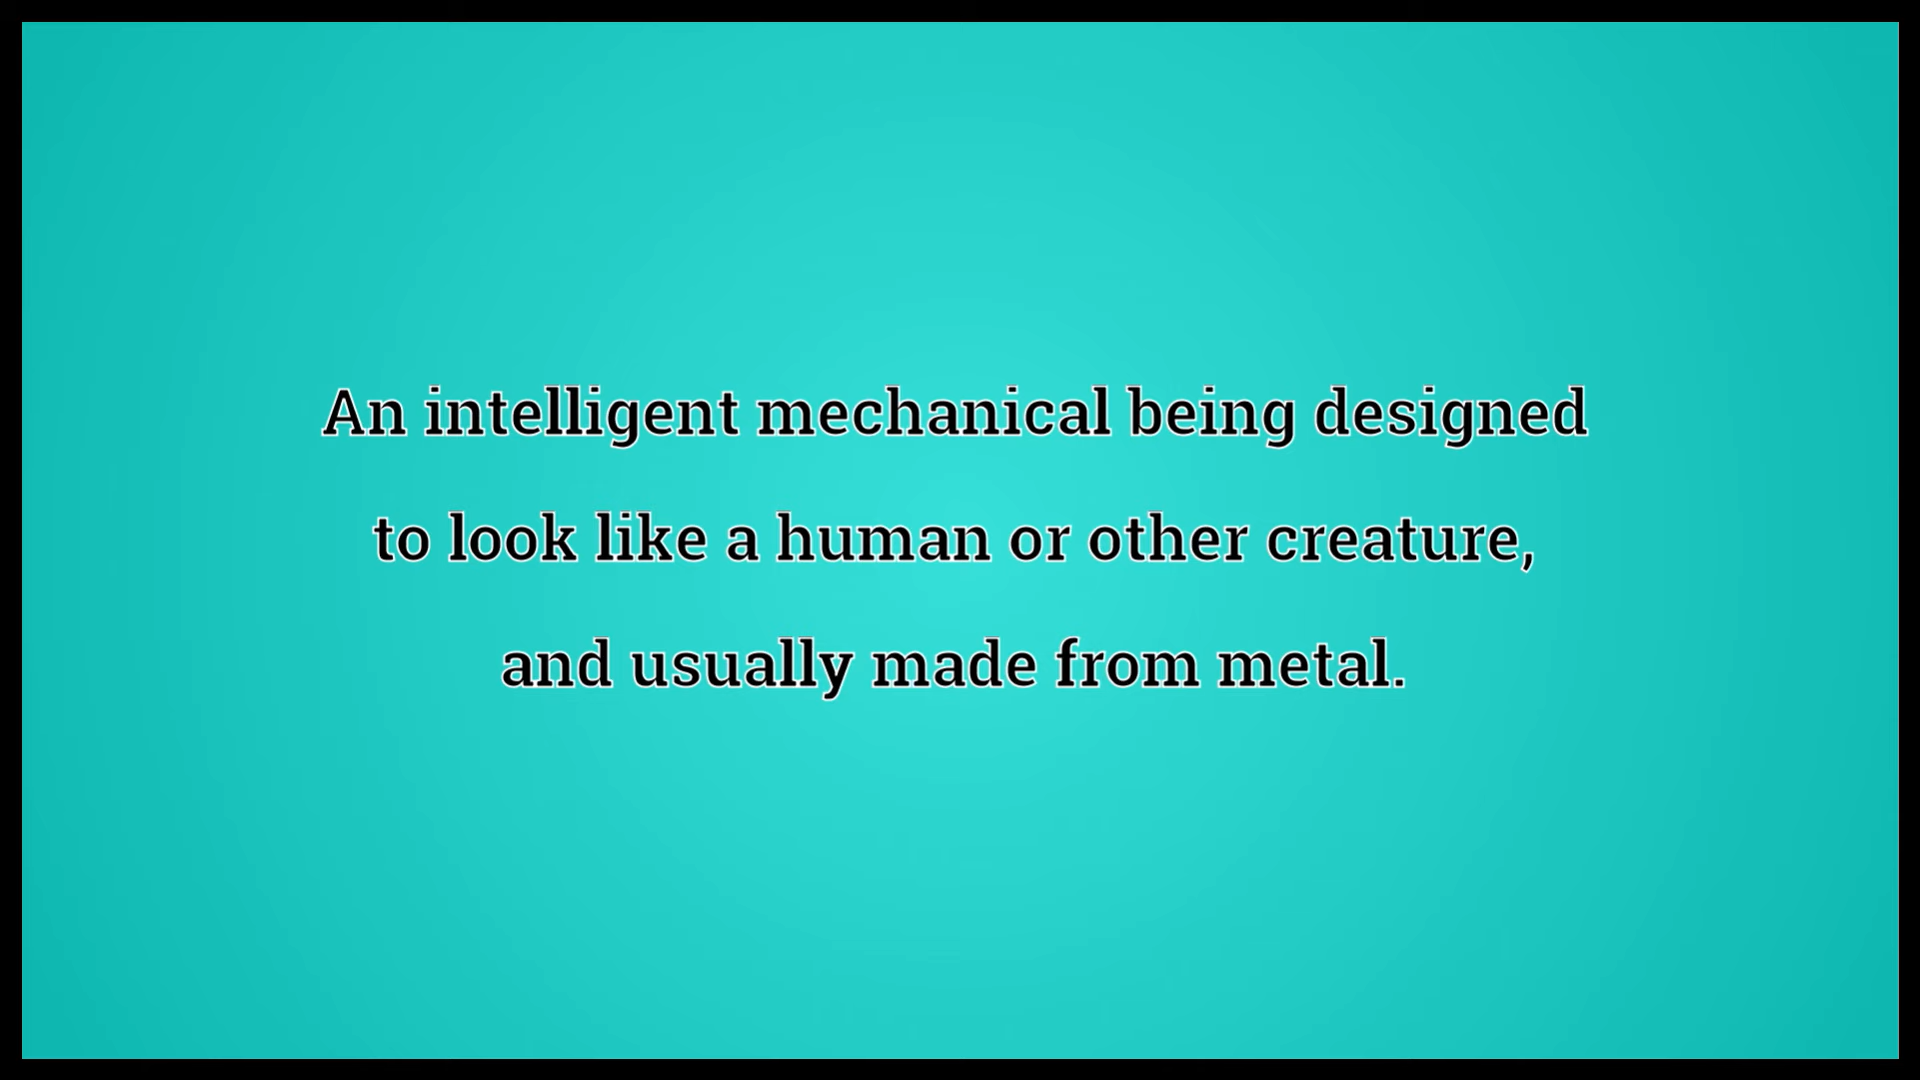 An intelligent mechanical being designed
to look like a human or other creature,
and usually made from metal.